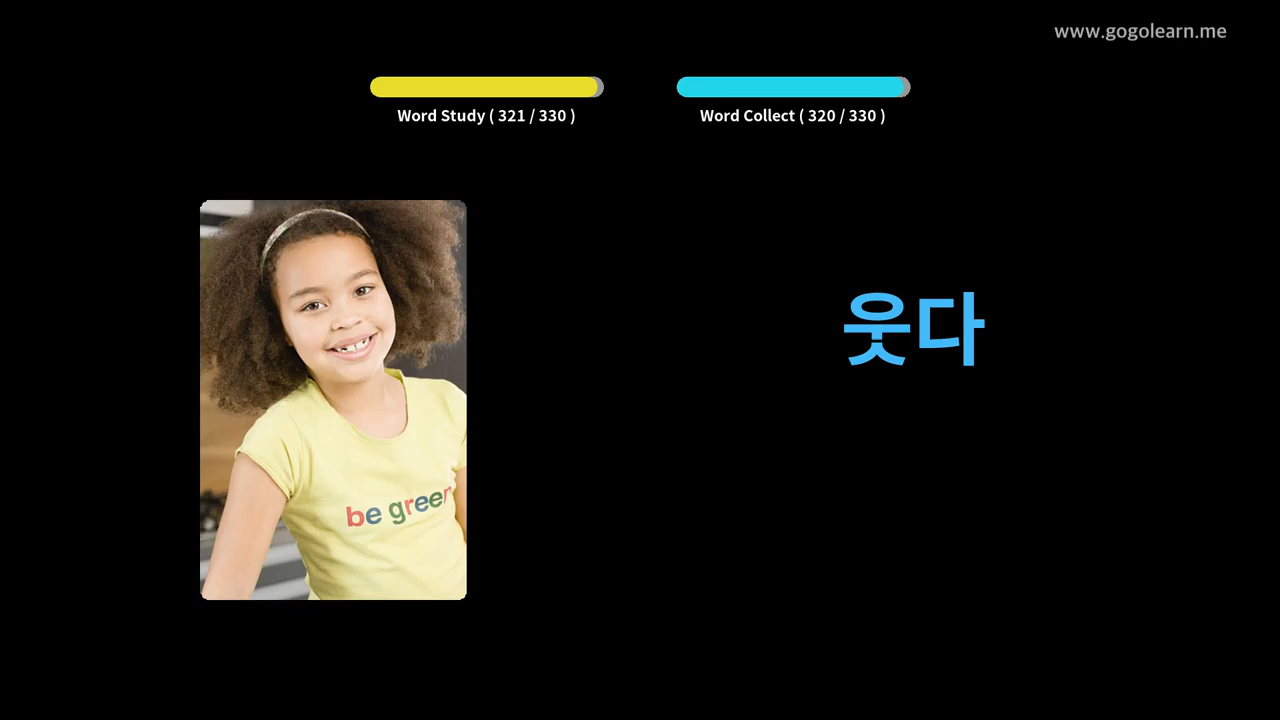 www.gogolearn.me
Word Study ( 321 / 330 )
Word Collect ( 320 / 330 )
웃다
be green